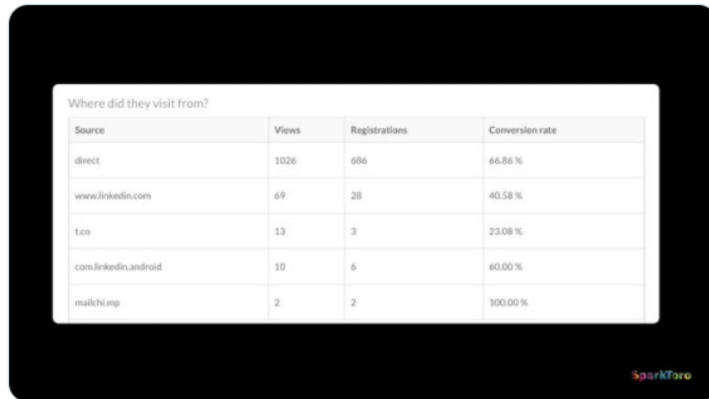 Where did they visit from?
Source Views Registrations Conversion rate
direct 1026 686 66.86 %
www.linkedin.com 69 28 40.58 %
t.co 13 3 23.08 %
com.linkedin.android 10 6 60.00 %
mailchi.mp 2 2 100.00 %
SparkToro